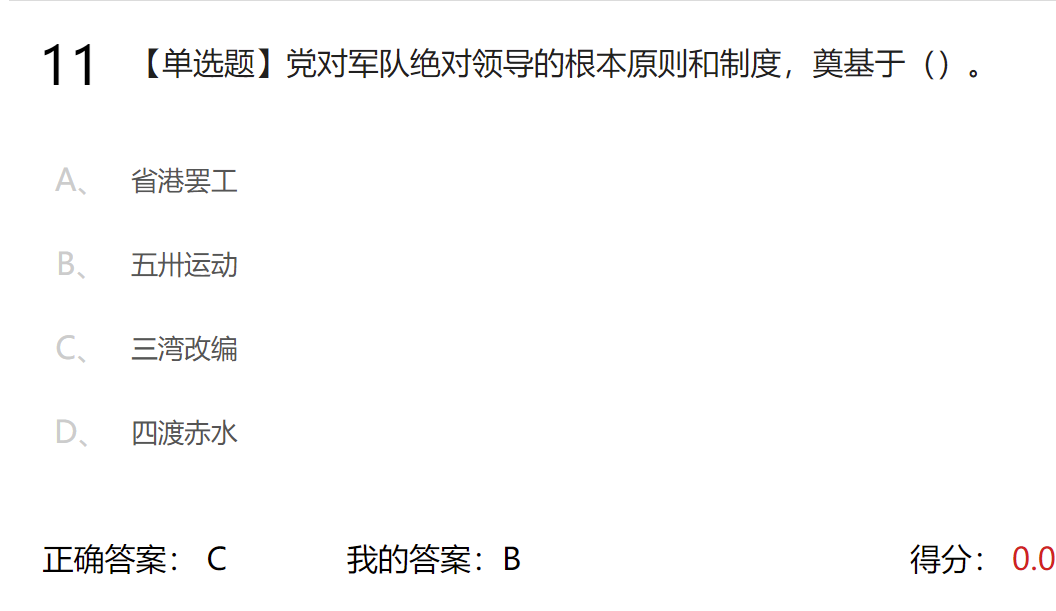 11 【单选题】党对军队绝对领导的根本原则和制度，奠基于（）。
A、 省港罢工
B、 五卅运动
C、 三湾改编
D、 四渡赤水
正确答案： C 我的答案：B 得分： 0.0